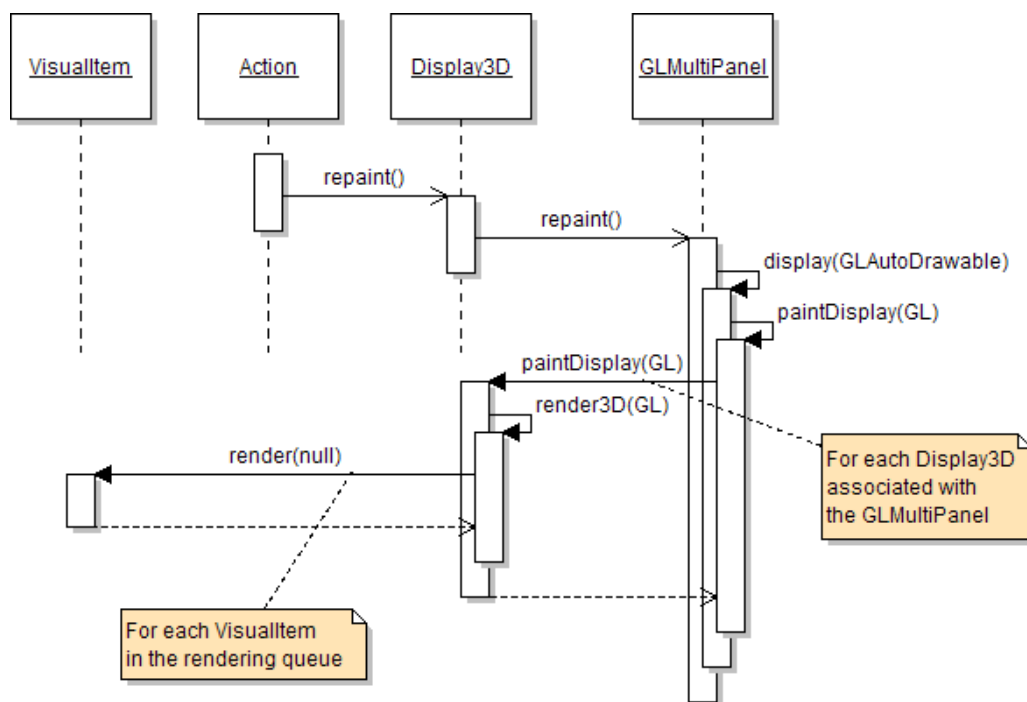 VisualItem
Action
Display3D
GLMultiPanel
repaint()
repaint()
display(GLAutoDrawable)
paintDisplay(GL)
paintDisplay(GL)
render3D(GL)
render(null)
For each Display3D
associated with
the GLMultiPanel
For each VisualItem
in the rendering queue